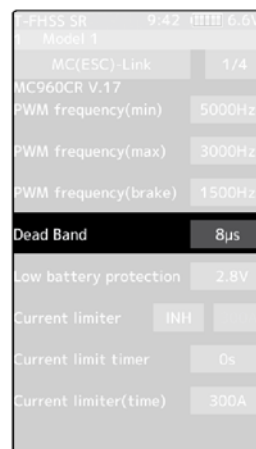 T-FHSS SR 9:42 6.6V
1 Model 1
MC(ESC)-Link 1/4
MC960CR V.17
PWM frequency(min) 5000Hz
PWM frequency(max) 3000Hz
PWM frequency(brake) 1500Hz
Dead Band 8µs
Low battery protection 2.8V
Current limiter INH
Current limit timer 0s
Current limiter(time) 300A